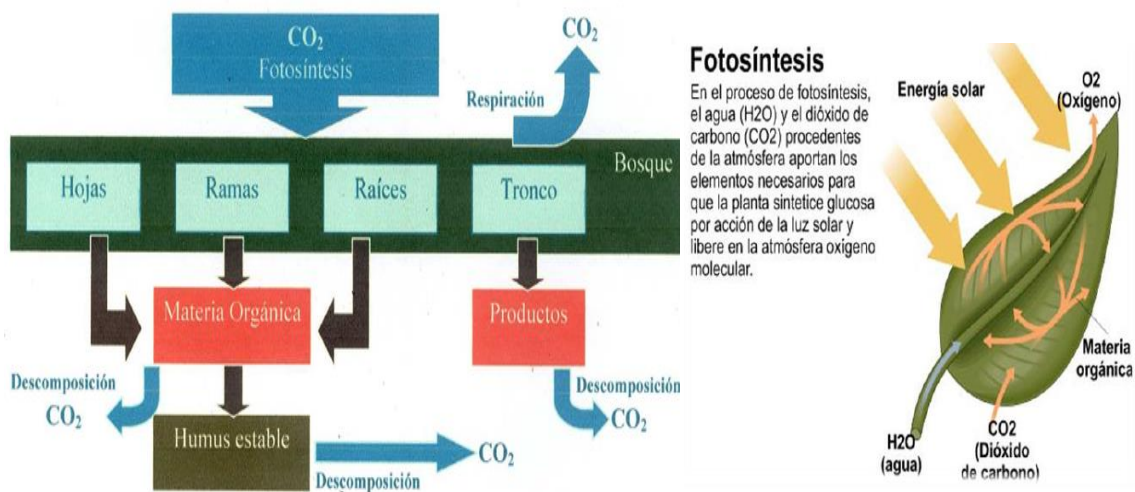 CO2
Fotosíntesis
CO2
Respiración
Bosque
Hojas
Ramas
Raíces
Tronco
Materia Orgánica
Productos
Descomposición
CO2
Descomposición
CO2
Humus estable
CO2
Descomposición
Fotosíntesis
En el proceso de fotosíntesis,
el agua (H2O) y el dióxido de
carbono (CO2) procedentes
de la atmósfera aportan los
elementos necesarios para
que la planta sintetice glucosa
por acción de la luz solar y
libere en la atmósfera oxigeno
molecular.
Energía solar
O2
(Oxígeno)
Materia
orgánica
H2O
(agua)
CO2
(Dióxido
de carbono)